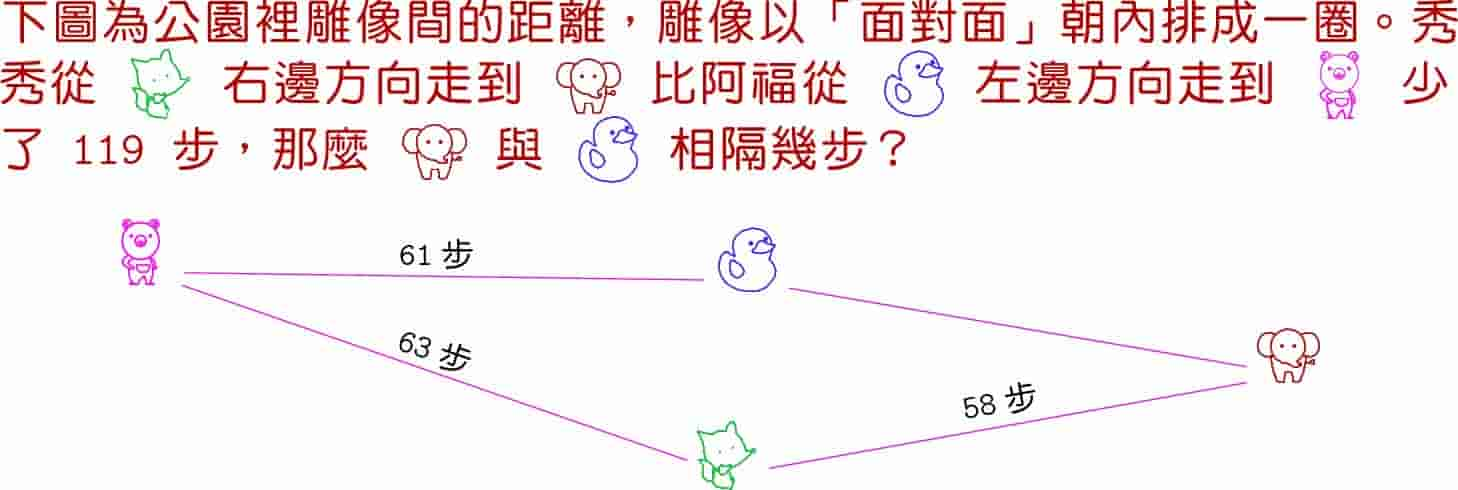 下圖為公園裡雕像間的距離，雕像以「面對面」朝內排成一圈。秀
秀從 右邊方向走到 比阿福從 左邊方向走到 少
了 119 步，那麼 與 相隔幾步？
61 步
63 步
58 步